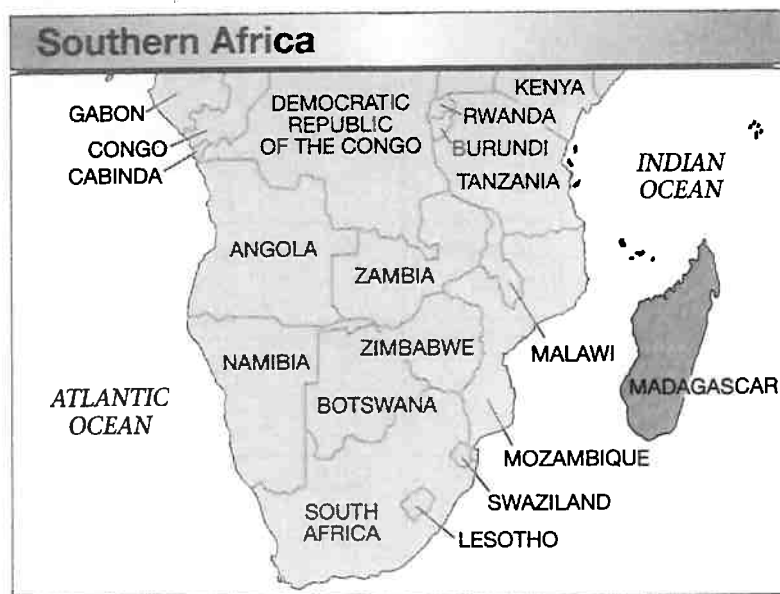 Southern Africa
KENYA
GABON
DEMOCRATIC
REPUBLIC
OF THE CONGO
RWANDA
CONGO
BURUNDI
CABINDA
TANZANIA
INDIAN
OCEAN
ANGOLA
ZAMBIA
NAMIBIA
ZIMBABWE
MALAWI
MADAGASCAR
ATLANTIC
OCEAN
BOTSWANA
MOZAMBIQUE
SWAZILAND
SOUTH
AFRICA
LESOTHO